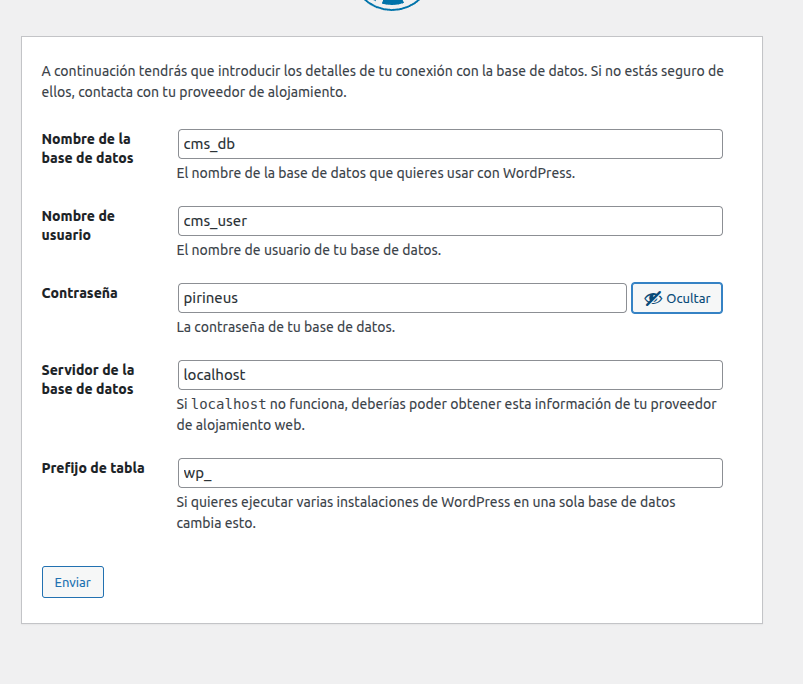 A continuación tendrás que introducir los detalles de tu conexión con la base de datos. Si no estás seguro de
ellos, contacta con tu proveedor de alojamiento.
Nombre de la
base de datos
cms_db
El nombre de la base de datos que quieres usar con WordPress.
Nombre de
usuario
cms_user
El nombre de usuario de tu base de datos.
Contraseña
pirineus
Ocultar
La contraseña de tu base de datos.
Servidor de la
base de datos
localhost
Si localhost no funciona, deberías poder obtener esta información de tu proveedor
de alojamiento web.
Prefijo de tabla
wp_
Si quieres ejecutar varias instalaciones de WordPress en una sola base de datos
cambia esto.
Enviar